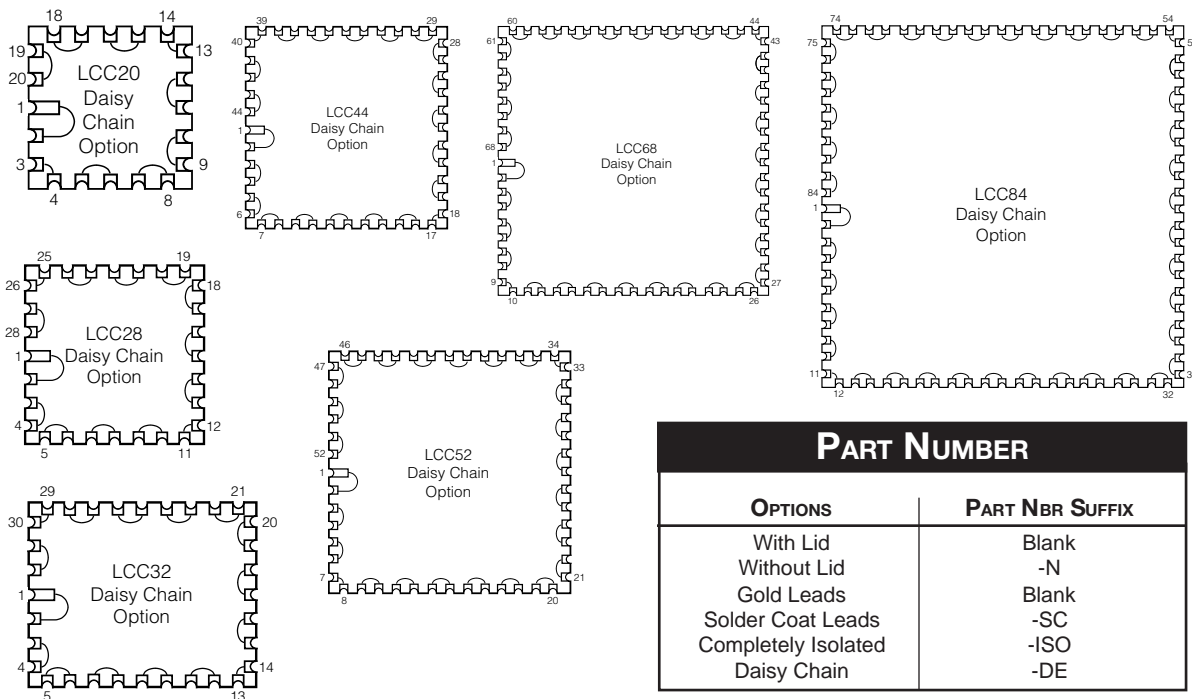 18 14
19 13
20
1
LCC20
Daisy
Chain
Option
3 9
4 8
39 29
40 28
44
1
LCC44
Daisy Chain
Option
6 18
7 17
60 44
61 43
68
1
LCC68
Daisy Chain
Option
9 27
10 26
74 54
75 5
84
1
LCC84
Daisy Chain
Option
11 3
12 32
25 19
26 18
28
1
LCC28
Daisy Chain
Option
4 12
5 11
46 34
47 33
52
1
LCC52
Daisy Chain
Option
7 21
8 20
29 21
30 20
1
LCC32
Daisy Chain
Option
4 14
5 13
PART NUMBER
OPTIONS PART NBR SUFFIX
With Lid Blank
Without Lid -N
Gold Leads Blank
Solder Coat Leads -SC
Completely Isolated -ISO
Daisy Chain -DE